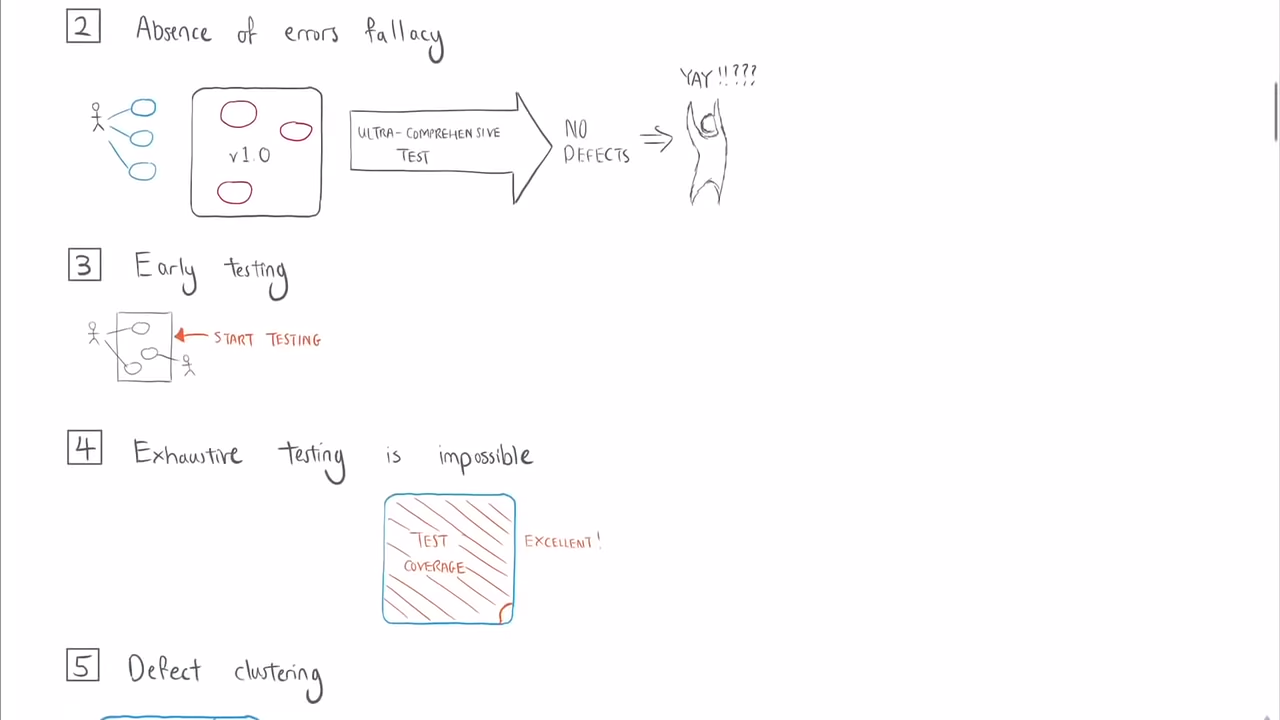 2 Absence of errors fallacy
YAY!!???
v1.0
ULTRA-COMPREHENSIVE
TEST
NO
DEFECTS
3 Early testing
START TESTING
4 Exhaustive testing is impossible
TEST
COVERAGE
EXCELLENT!
5 Defect clustering